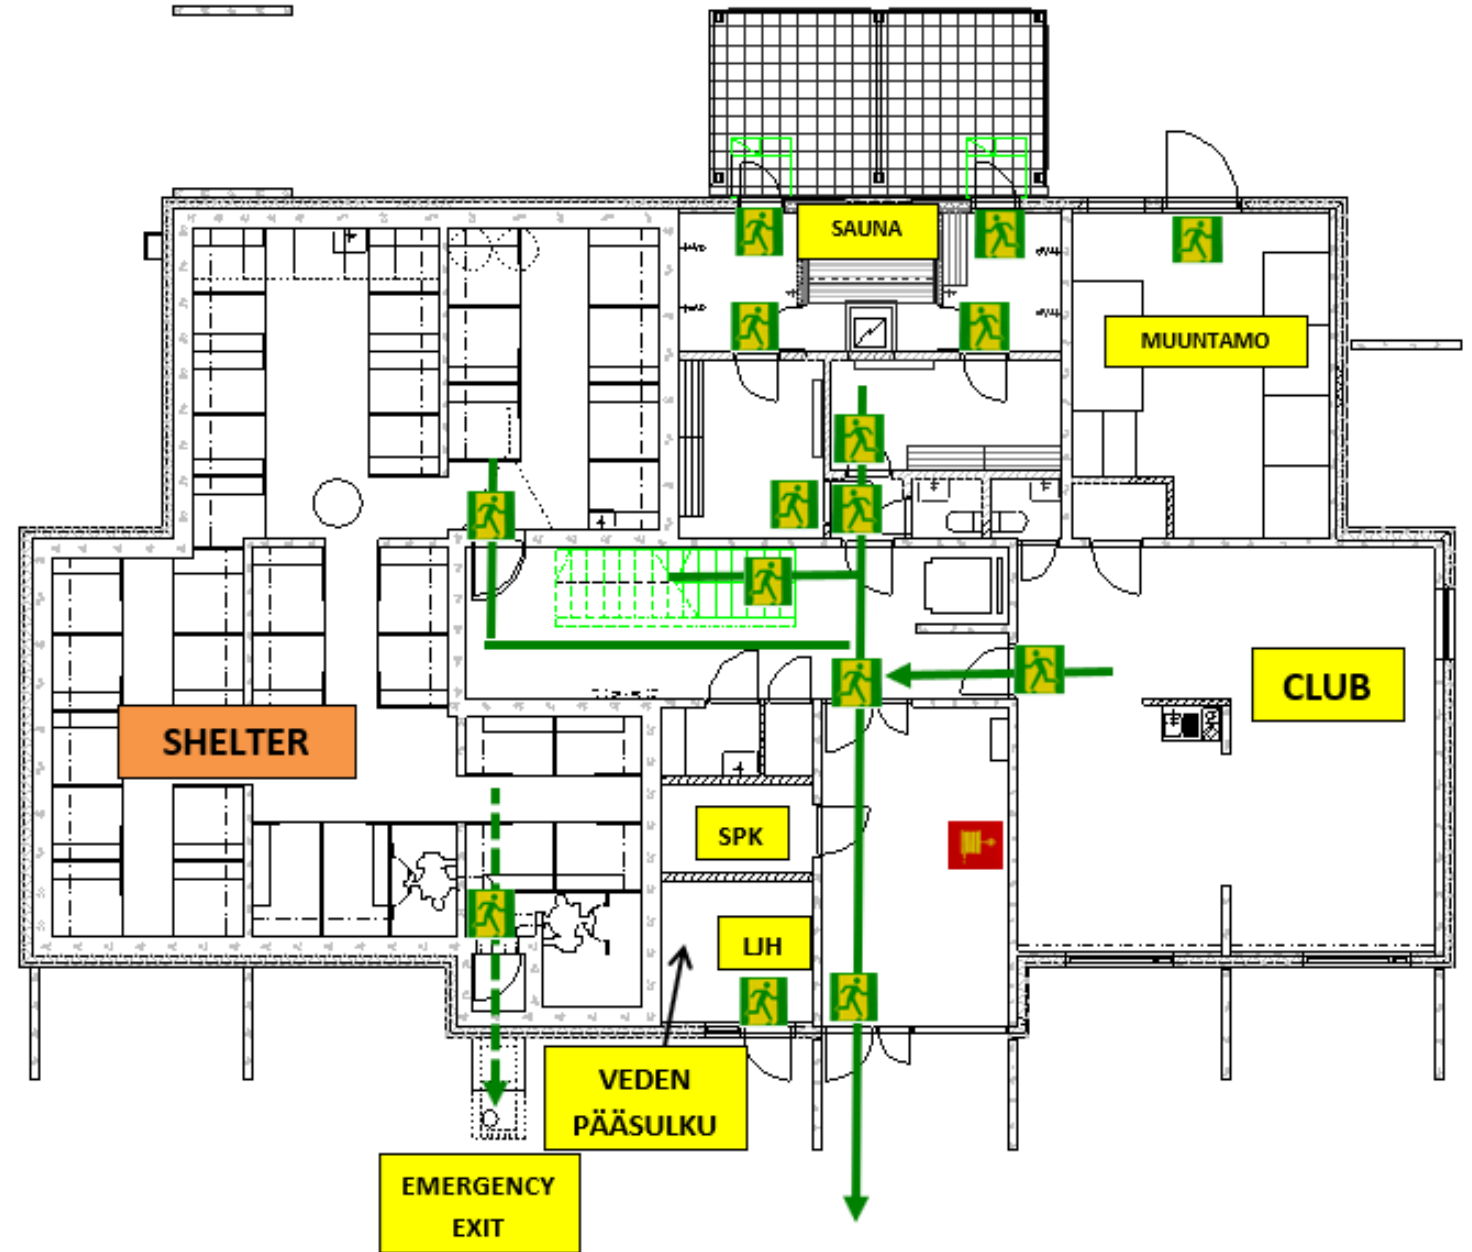 SAUNA
MUUNTAMO
CLUB
SHELTER
SPK
LJH
VEDEN
PÄÄSULKU
EMERGENCY
EXIT